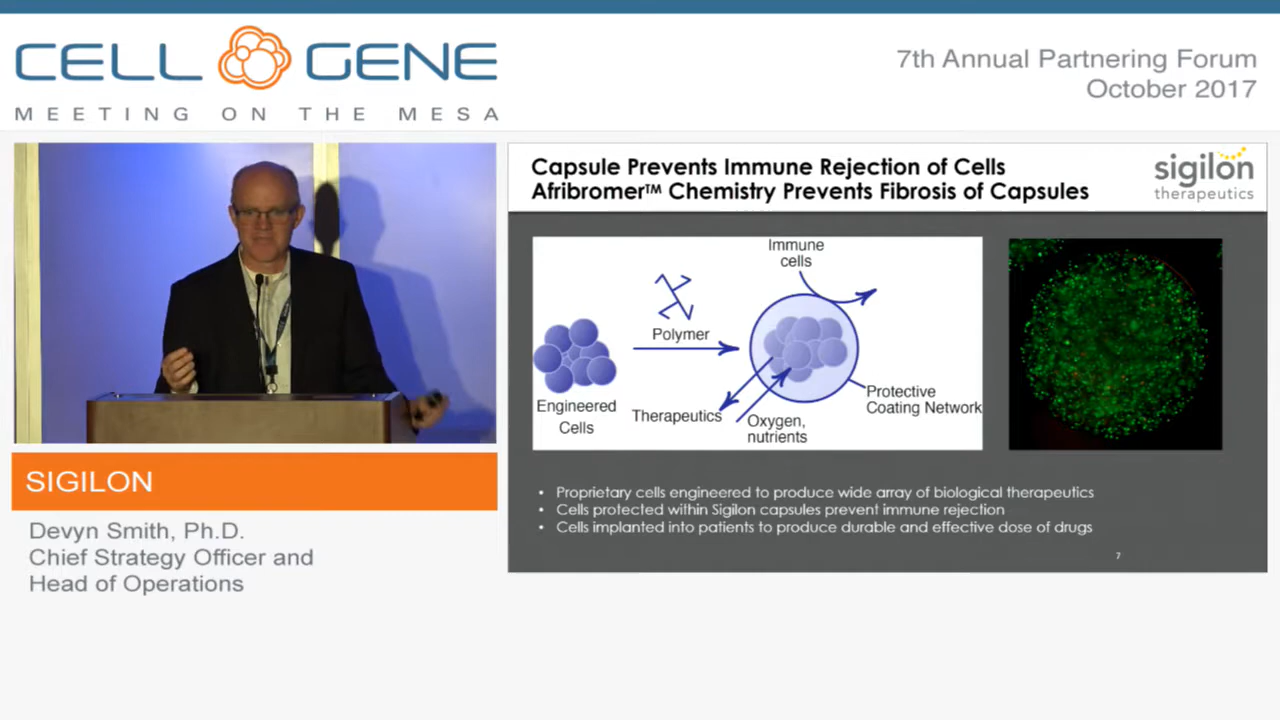 CELL GENE
MEETING ON THE MESA
7th Annual Partnering Forum
October 2017
Capsule Prevents Immune Rejection of Cells
Afribromer™ Chemistry Prevents Fibrosis of Capsules
sigilon
therapeutics
Immune
cells
Polymer
Engineered
Cells
Therapeutics
Oxygen,
nutrients
Protective
Coating Network
• Proprietary cells engineered to produce wide array of biological therapeutics
• Cells protected within Sigilon capsules prevent immune rejection
• Cells implanted into patients to produce durable and effective dose of drugs
7
SIGILON
Devyn Smith, Ph.D.
Chief Strategy Officer and
Head of Operations